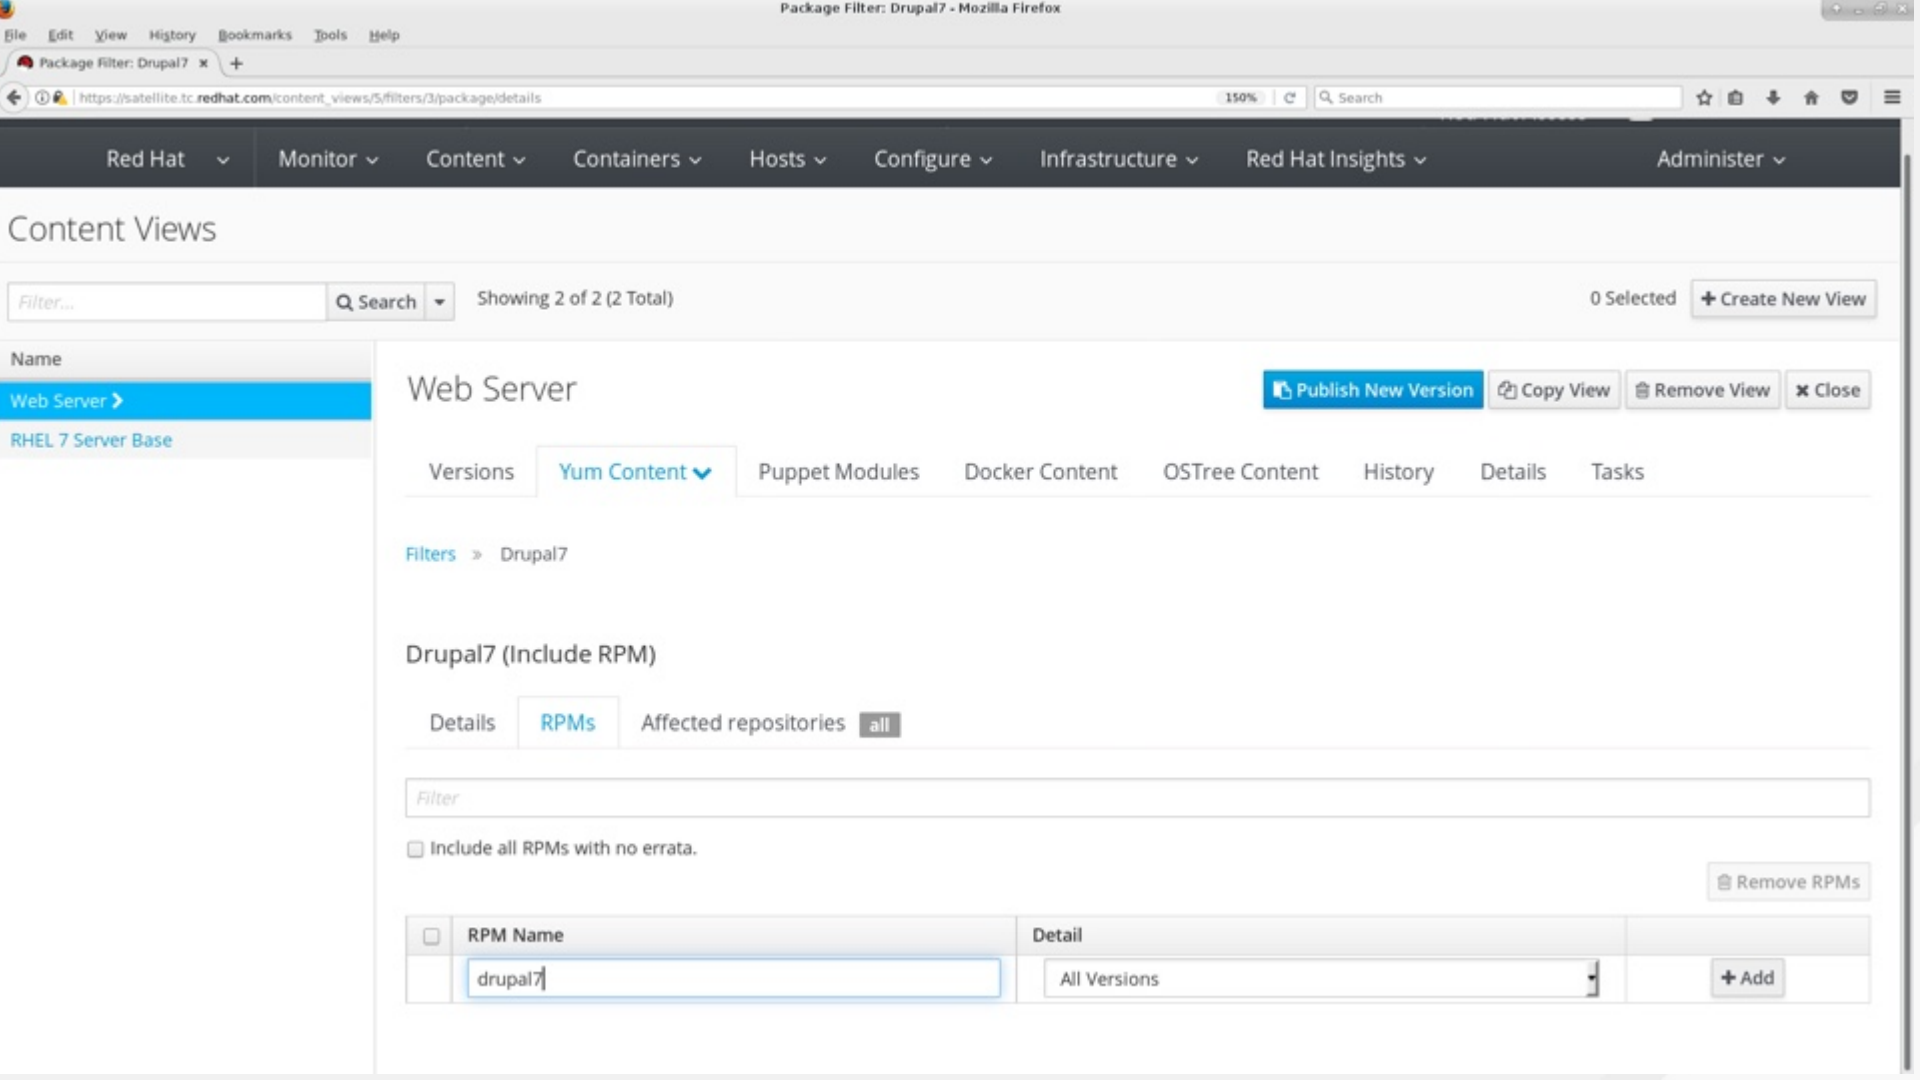 Package Filter: Drupal7 - Mozilla Firefox
File Edit View History Bookmarks Tools Help
Package Filter: Drupal7
https://satellite.tc.redhat.com/content_views/5/filters/3/package/details 150% Search
Red Hat Monitor Content Containers Hosts Configure Infrastructure Red Hat Insights Administer
Content Views
Filter... Search Showing 2 of 2 (2 Total) 0 Selected + Create New View
Name
Web Server
RHEL 7 Server Base
Web Server Publish New Version Copy View Remove View Close
Versions Yum Content Puppet Modules Docker Content OSTree Content History Details Tasks
Filters » Drupal7
Drupal7 (Include RPM)
Details RPMs Affected repositories all
Filter
Include all RPMs with no errata.
Remove RPMs
RPM Name Detail
drupal7 All Versions + Add